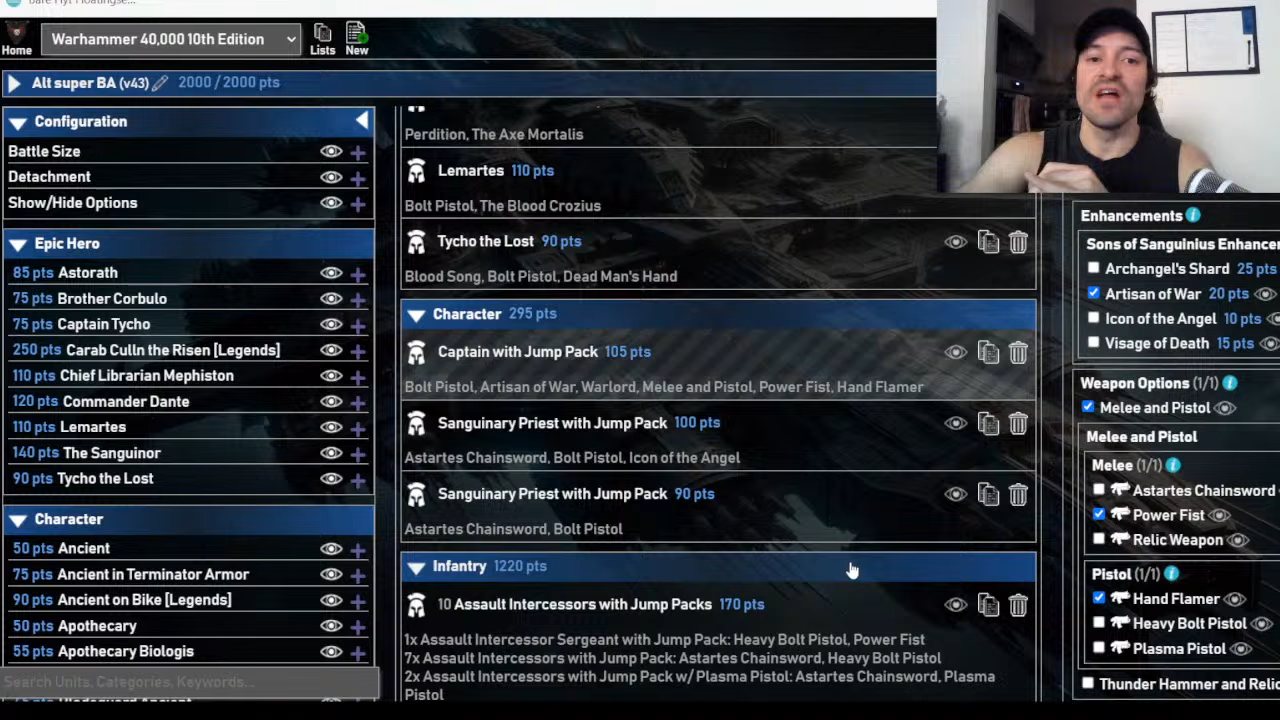 Warhammer 40,000 10th Edition
Home
Lists
New
Alt super BA (v43) 2000 / 2000 pts
Configuration
Battle Size
Detachment
Show/Hide Options
Epic Hero
85 pts Astorath
75 pts Brother Corbulo
75 pts Captain Tycho
250 pts Carab Culln the Risen [Legends]
110 pts Chief Librarian Mephiston
120 pts Commander Dante
110 pts Lemartes
140 pts The Sanguinor
90 pts Tycho the Lost
Character
50 pts Ancient
75 pts Ancient in Terminator Armor
90 pts Ancient on Bike [Legends]
50 pts Apothecary
55 pts Apothecary Biologis
Search Units, Categories, Keywords...
Perdition, The Axe Mortalis
Lemartes 110 pts
Bolt Pistol, The Blood Crozius
Tycho the Lost 90 pts
Blood Song, Bolt Pistol, Dead Man's Hand
Character 295 pts
Captain with Jump Pack 105 pts
Bolt Pistol, Artisan of War, Warlord, Melee and Pistol, Power Fist, Hand Flamer
Sanguinary Priest with Jump Pack 100 pts
Astartes Chainsword, Bolt Pistol, Icon of the Angel
Sanguinary Priest with Jump Pack 90 pts
Astartes Chainsword, Bolt Pistol
Infantry 1220 pts
10 Assault Intercessors with Jump Packs 170 pts
1x Assault Intercessor Sergeant with Jump Pack: Heavy Bolt Pistol, Power Fist
7x Assault Intercessors with Jump Pack: Astartes Chainsword, Heavy Bolt Pistol
2x Assault Intercessors with Jump Pack w/ Plasma Pistol: Astartes Chainsword, Plasma
Pistol
Enhancements
Sons of Sanguinius Enhancer
Archangel's Shard 25 pts
Artisan of War 20 pts
Icon of the Angel 10 pts
Visage of Death 15 pts
Weapon Options (1/1)
Melee and Pistol
Melee and Pistol
Melee (1/1)
Astartes Chainsword
Power Fist
Relic Weapon
Pistol (1/1)
Hand Flamer
Heavy Bolt Pistol
Plasma Pistol
Thunder Hammer and Relic